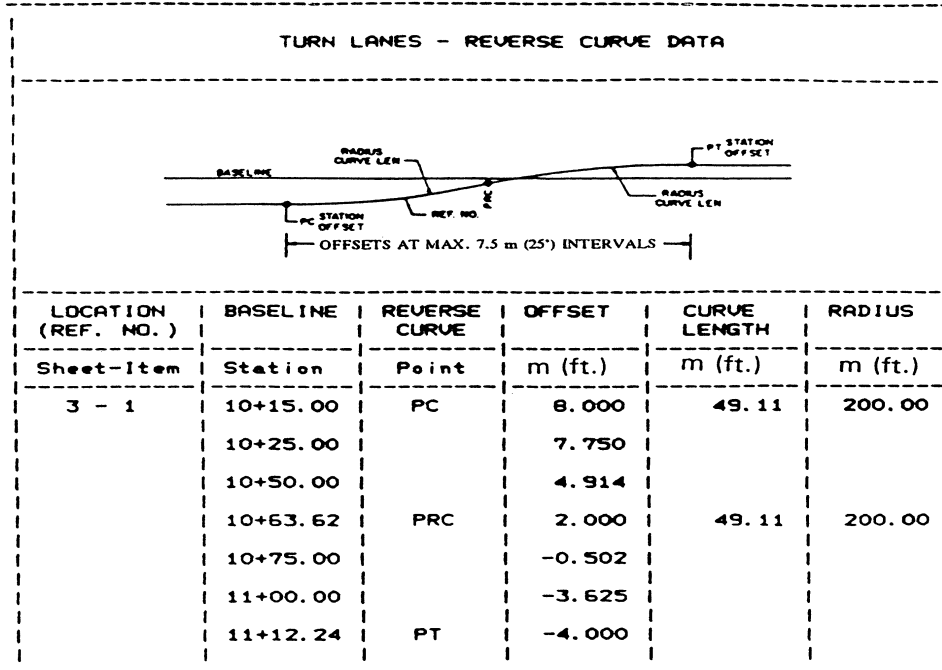 TURN LANES - REVERSE CURVE DATA
RADIUS
CURVE LEN
PT STATION
OFFSET
BASELINE
PRC
RADIUS
CURVE LEN
REF. NO.
PC STATION
OFFSET
OFFSETS AT MAX. 7.5 m (25') INTERVALS
LOCATION BASELINE REVERSE OFFSET CURVE RADIUS
(REF. NO.) CURVE LENGTH
Sheet-Item Station Point m (ft.) m (ft.) m (ft.)
3 - 1 10+15.00 PC 8.000 49.11 200.00
10+25.00 7.750
10+50.00 4.914
10+63.62 PRC 2.000 49.11 200.00
10+75.00 -0.502
11+00.00 -3.625
11+12.24 PT -4.000